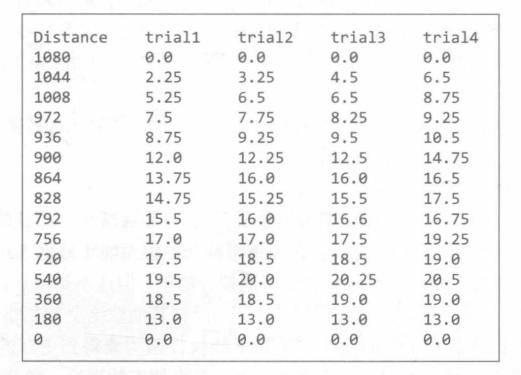 Distance trial1 trial2 trial3 trial4
1080 0.0 0.0 0.0 0.0
1044 2.25 3.25 4.5 6.5
1008 5.25 6.5 6.5 8.75
972 7.5 7.75 8.25 9.25
936 8.75 9.25 9.5 10.5
900 12.0 12.25 12.5 14.75
864 13.75 16.0 16.0 16.5
828 14.75 15.25 15.5 17.5
792 15.5 16.0 16.6 16.75
756 17.0 17.0 17.5 19.25
720 17.5 18.5 18.5 19.0
540 19.5 20.0 20.25 20.5
360 18.5 18.5 19.0 19.0
180 13.0 13.0 13.0 13.0
0 0.0 0.0 0.0 0.0